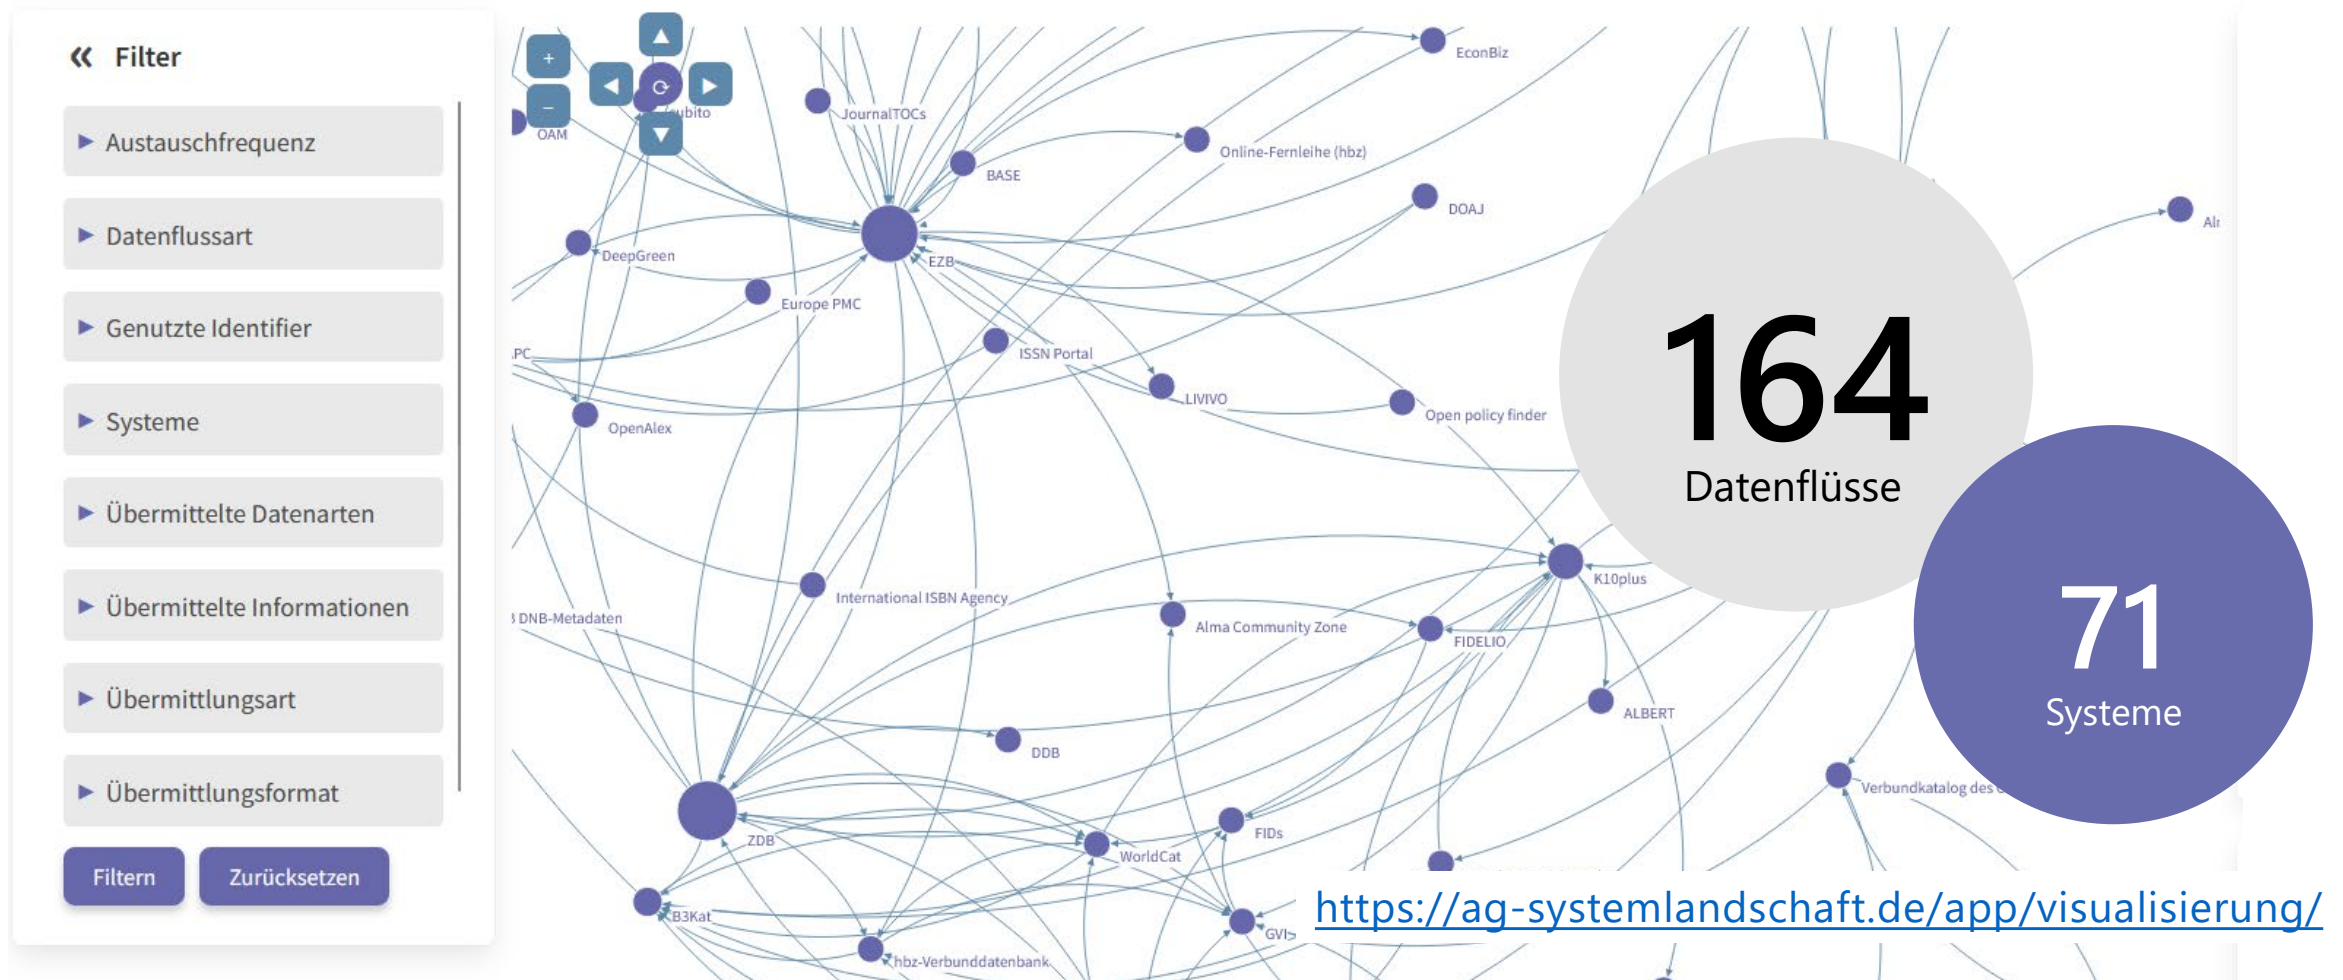 « Filter
Austauschfrequenz
Datenflussart
Genutzte Identifier
Systeme
Übermittelte Datenarten
Übermittelte Informationen
Übermittlungsart
Übermittlungsformat
Filtern
Zurücksetzen
EconBiz
JournalTOCs
OAM
Online-Fernleihe (hbz)
BASE
DOAJ
DeepGreen
EZB
Europe PMC
ISSN Portal
LIVIVO
Open policy finder
OpenAlex
K10plus
International ISBN Agency
DNB-Metadaten
Alma Community Zone
FIDELIO
ALBERT
DDB
Verbundkatalog des
ZDB
FIDs
WorldCat
B3Kat
GVI
hbz-Verbunddatenbank
164
Datenflüsse
71
Systeme
https://ag-systemlandschaft.de/app/visualisierung/